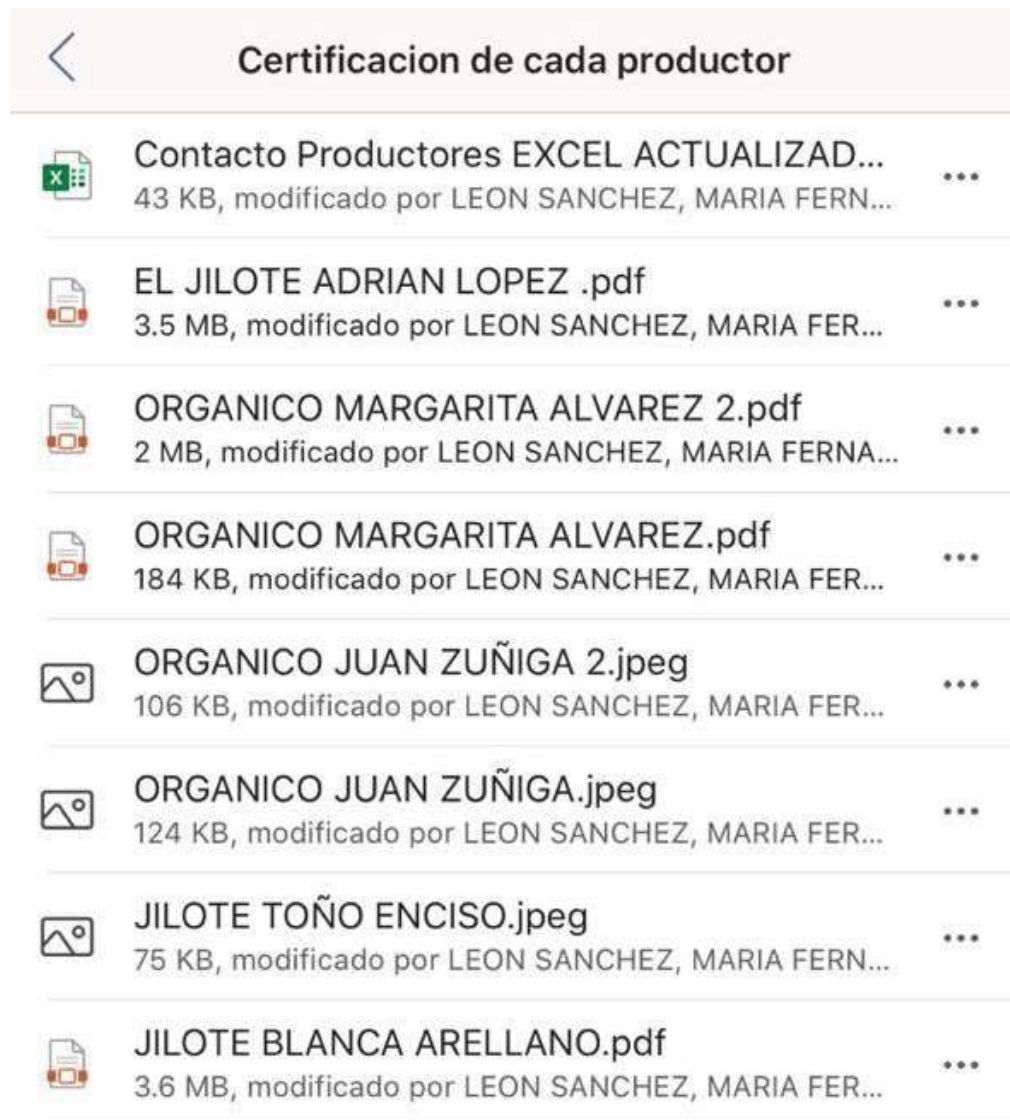 Certificacion de cada productor
Contacto Productores EXCEL ACTUALIZAD...
43 KB, modificado por LEON SANCHEZ, MARIA FERN...
EL JILOTE ADRIAN LOPEZ .pdf
3.5 MB, modificado por LEON SANCHEZ, MARIA FER...
ORGANICO MARGARITA ALVAREZ 2.pdf
2 MB, modificado por LEON SANCHEZ, MARIA FERNA...
ORGANICO MARGARITA ALVAREZ.pdf
184 KB, modificado por LEON SANCHEZ, MARIA FER...
ORGANICO JUAN ZUÑIGA 2.jpeg
106 KB, modificado por LEON SANCHEZ, MARIA FER...
ORGANICO JUAN ZUÑIGA.jpeg
124 KB, modificado por LEON SANCHEZ, MARIA FER...
JILOTE TOÑO ENCISO.jpeg
75 KB, modificado por LEON SANCHEZ, MARIA FERN...
JILOTE BLANCA ARELLANO.pdf
3.6 MB, modificado por LEON SANCHEZ, MARIA FER...